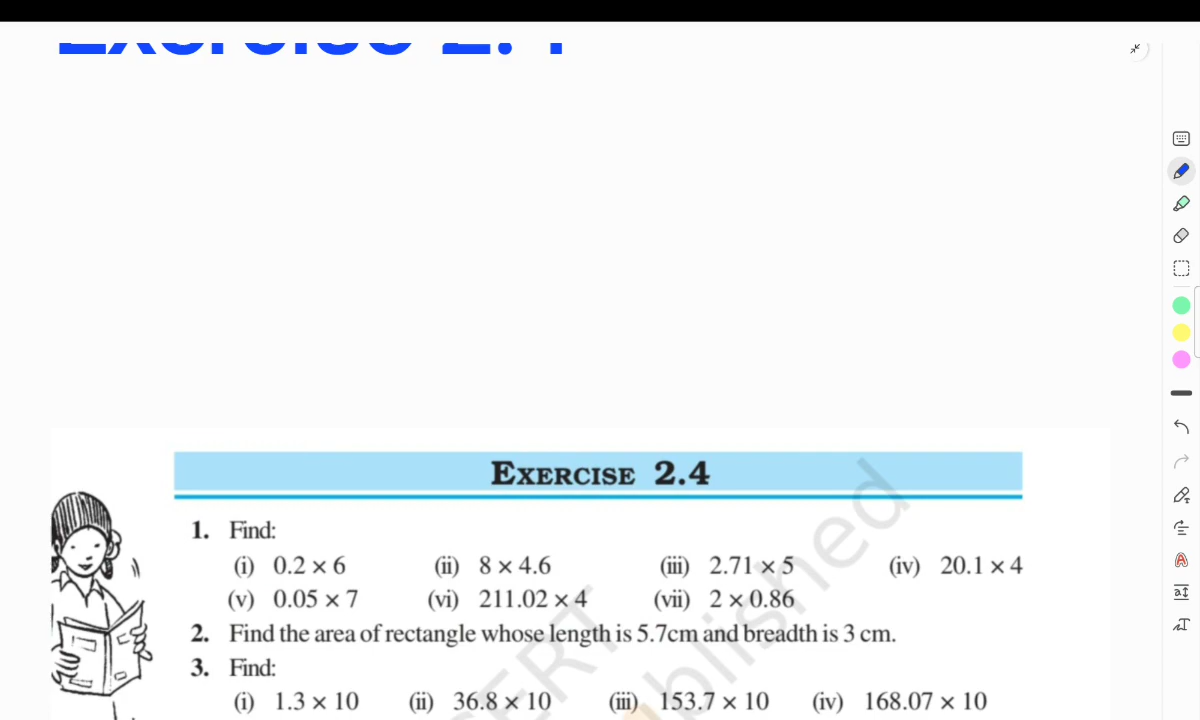 Exercise 2.4
EXERCISE 2.4
1. Find:
(i) 0.2 × 6 (ii) 8 × 4.6 (iii) 2.71 × 5 (iv) 20.1 × 4
(v) 0.05 × 7 (vi) 211.02 × 4 (vii) 2 × 0.86
2. Find the area of rectangle whose length is 5.7cm and breadth is 3 cm.
3. Find:
(i) 1.3 × 10 (ii) 36.8 × 10 (iii) 153.7 × 10 (iv) 168.07 × 10